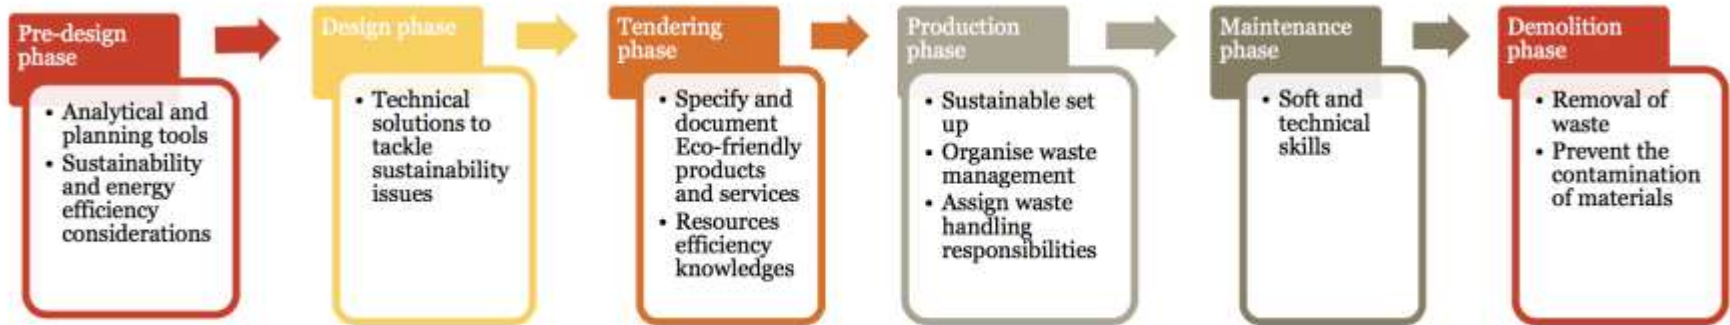 Pre-design
phase
• Analytical and
planning tools
• Sustainability
and energy
efficiency
considerations
Design phase
• Technical
solutions to
tackle
sustainability
issues
Tendering
phase
• Specify and
document
Eco-friendly
products
and services
• Resources
efficiency
knowledges
Production
phase
• Sustainable set
up
• Organise waste
management
• Assign waste
handling
responsibilities
Maintenance
phase
• Soft and
technical
skills
Demolition
phase
• Removal of
waste
• Prevent the
contamination
of materials